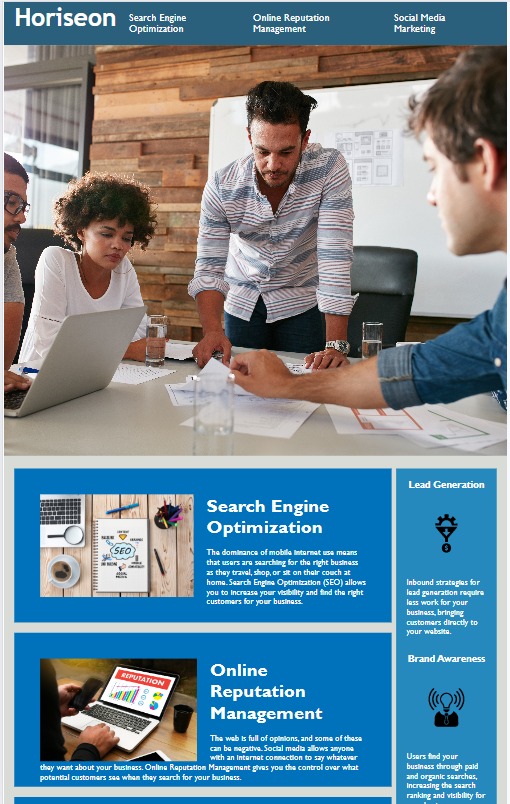 Horiseon
Search Engine
Optimization
Online Reputation
Management
Social Media
Marketing
Search Engine
Optimization
The dominance of mobile internet use means
that users are searching for the right business
as they travel, shop, or sit on their couch at
home. Search Engine Optimization (SEO) allows
you to increase your visibility and find the right
customers for your business.
SEO
Online
Reputation
Management
The web is full of opinions, and some of these
can be negative. Social media allows anyone
with an internet connection to say whatever
they want about your business. Online Reputation Management gives you the control over what
potential customers see when they search for your business.
REPUTATION
Lead Generation
Inbound strategies for
lead generation require
less work for your
business, bringing
customers directly to
your website.
Brand Awareness
Users find your
business through paid
and organic searches,
increasing the search
ranking and visibility for